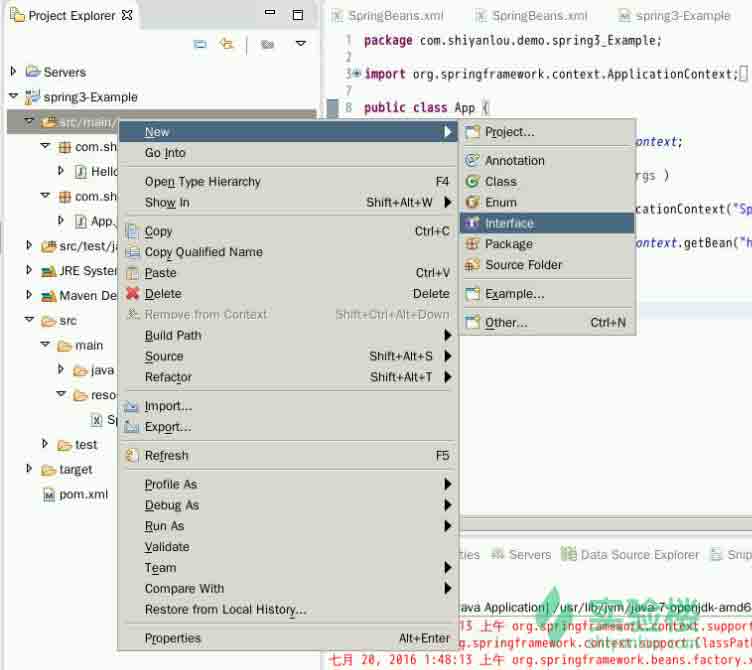 Project Explorer
SpringBeans.xml
SpringBeans.xml
spring3-Example
Servers
spring3-Example
src/main/
com.sh
Hello
com.sh
App.
src/test/ja
JRE System
Maven De
src
main
java
reso
Sp
test
target
pom.xml
New
Go Into
Open Type Hierarchy F4
Show In Shift+Alt+W
Copy Ctrl+C
Copy Qualified Name
Paste Ctrl+V
Delete Delete
Remove from Context Shift+Ctrl+Alt+Down
Build Path
Source Shift+Alt+S
Refactor Shift+Alt+T
Import...
Export...
Refresh F5
Profile As
Debug As
Run As
Validate
Team
Compare With
Restore from Local History...
Properties Alt+Enter
Project...
Annotation
Class
Enum
Interface
Package
Source Folder
Example...
Other... Ctrl+N
1 package com.shiyanlou.demo.spring3_Example;
2
3 import org.springframework.context.ApplicationContext;
7
8 public class App {
ontext;
rgs )
icationContext("Sp
ontext.getBean("h
ties
Servers
Data Source Explorer
Snip
ava Application] /usr/lib/jvm/java-7-openjdk-amd6
:13 上午 org.springframework.context.support
g.springframework.context.support.ClassPath
七月 20, 2016 1:48:13 上午 org.springframework.beans.factory.x
实验楼
shiyanlou.com